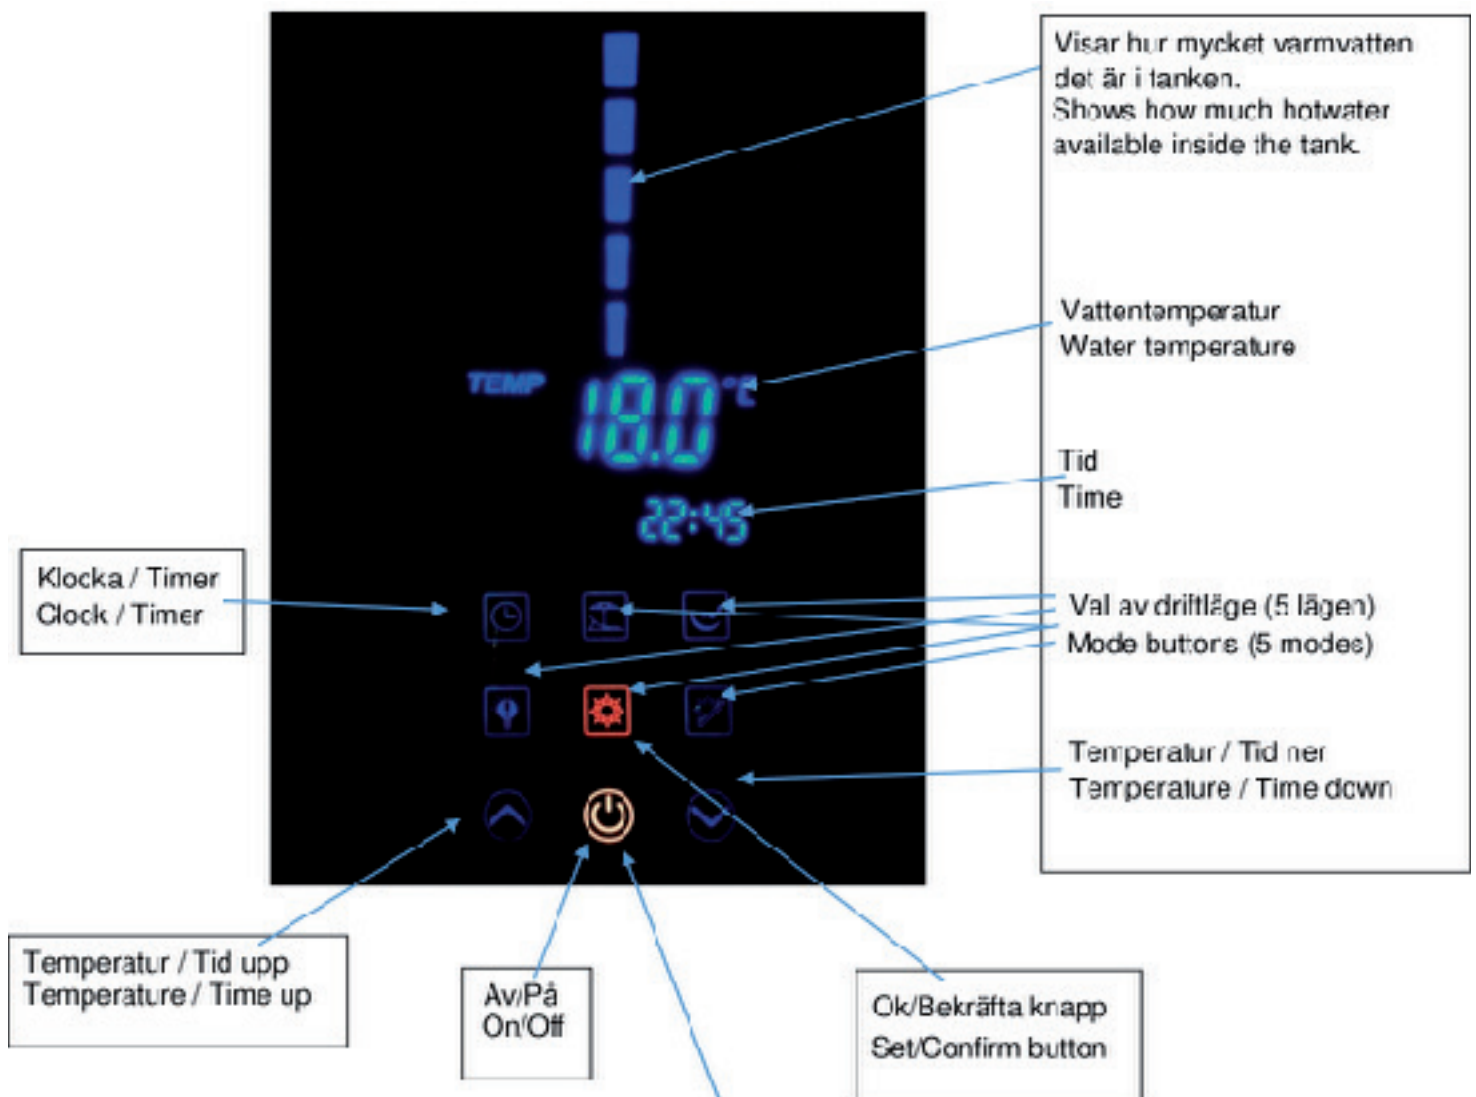 Visar hur mycket varmvatten
det är i tanken.
Shows how much hotwater
available inside the tank.
Vattentemperatur
Water temperature
TEMP
18.0 °C
Tid
Time
22:45
Klocka / Timer
Clock / Timer
Val av driftläge (5 lägen)
Mode buttons (5 modes)
Temperatur / Tid ner
Temperature / Time down
Temperatur / Tid upp
Temperature / Time up
Av/På
On/Off
Ok/Bekräfta knapp
Set/Confirm button